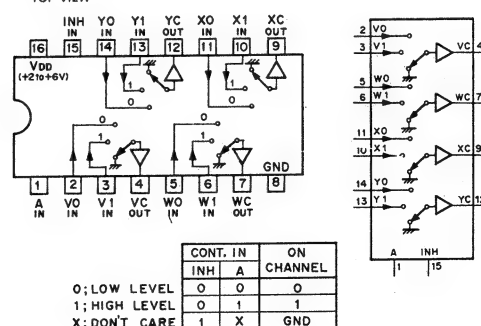 INH Y0 Y1 YC X0 X1 XC
IN IN IN OUT IN IN OUT
16 15 14 13 12 11 10 9
VDD
(+2 to +6V)
0 1 0 1
0 1 0 1
GND
1 2 3 4 5 6 7 8
A V0 V1 VC W0 W1 WC
IN IN IN OUT IN IN OUT
2 V0
3 V1 VC 4
5 W0
6 W1 WC 7
11 X0
10 X1 XC 9
14 Y0
13 Y1 YC 12
A INH
1 15
CONT. IN ON
INH A CHANNEL
0; LOW LEVEL 0 0 0
1; HIGH LEVEL 0 1 1
X; DON'T CARE 1 X GND